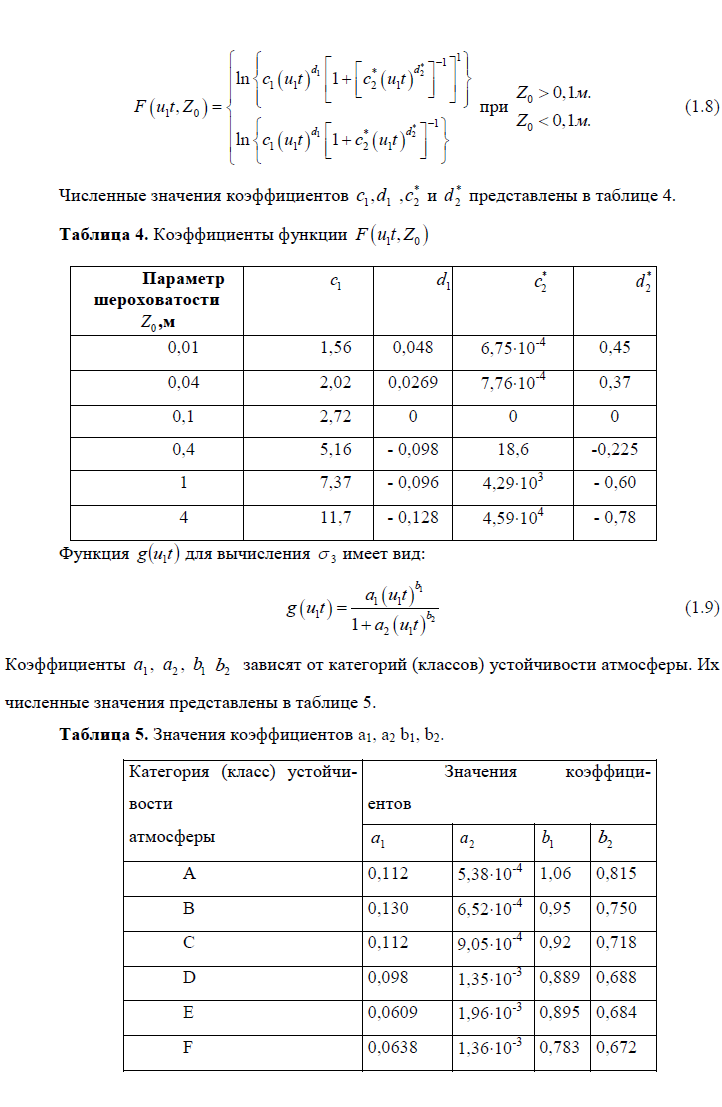 F(u₁t, Z₀) = { ln{ c₁(u₁t)^d₁ [ 1 + [ c₂*(u₁t)^d₂* ]⁻¹ ]¹ } при Z₀ > 0,1м. (1.8)
ln{ c₁(u₁t)^d₁ [ 1 + c₂*(u₁t)^d₂* ]⁻¹ } Z₀ < 0,1м.
Численные значения коэффициентов c₁, d₁ ,c₂* и d₂* представлены в таблице 4.
Таблица 4. Коэффициенты функции F(u₁t, Z₀)
Параметр c₁ d₁ c₂* d₂*
шероховатости
Z₀,м
0,01 1,56 0,048 6,75·10⁻⁴ 0,45
0,04 2,02 0,0269 7,76·10⁻⁴ 0,37
0,1 2,72 0 0 0
0,4 5,16 - 0,098 18,6 -0,225
1 7,37 - 0,096 4,29·10³ - 0,60
4 11,7 - 0,128 4,59·10⁴ - 0,78
Функция g(u₁t) для вычисления σ₃ имеет вид:
g(u₁t) = a₁(u₁t)^b₁ / 1 + a₂(u₁t)^b₂ (1.9)
Коэффициенты a₁, a₂, b₁ b₂ зависят от категорий (классов) устойчивости атмосферы. Их
численные значения представлены в таблице 5.
Таблица 5. Значения коэффициентов a₁, a₂ b₁, b₂.
Категория (класс) устойчи- Значения коэффици-
вости ентов
атмосферы a₁ a₂ b₁ b₂
A 0,112 5,38·10⁻⁴ 1,06 0,815
B 0,130 6,52·10⁻⁴ 0,95 0,750
C 0,112 9,05·10⁻⁴ 0,92 0,718
D 0,098 1,35·10⁻³ 0,889 0,688
E 0,0609 1,96·10⁻³ 0,895 0,684
F 0,0638 1,36·10⁻³ 0,783 0,672